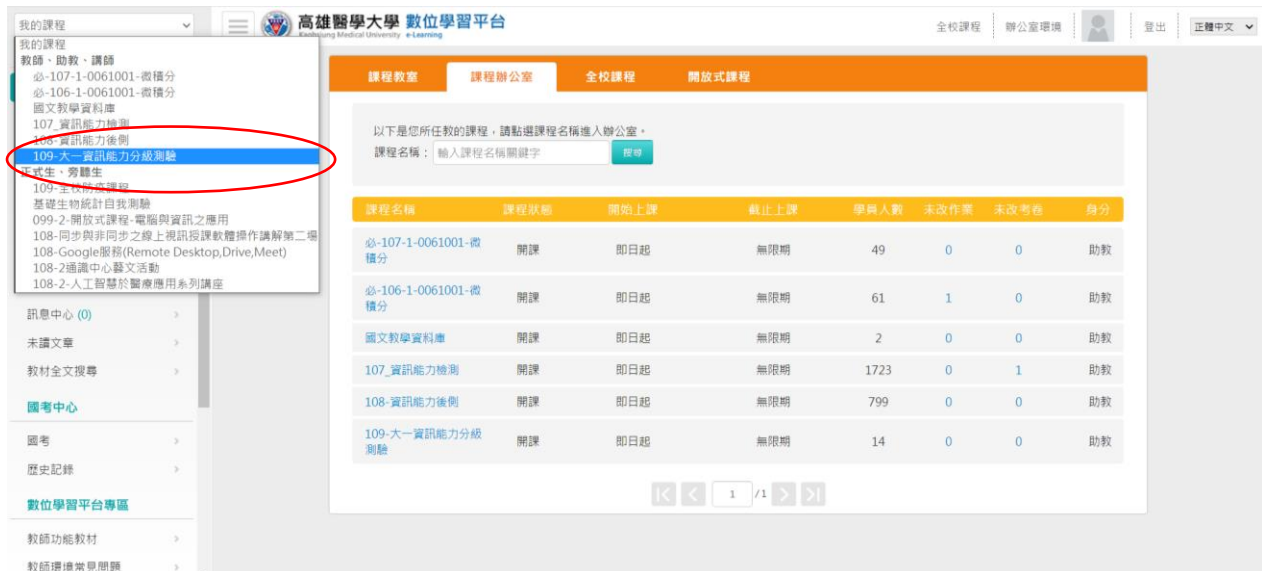 我的課程
高雄醫學大學 數位學習平台
Kaohsiung Medical University e-Learning
全校課程
辦公室環境
登出
正體中文
我的課程
教師、助教、講師
必-107-1-0061001-微積分
必-106-1-0061001-微積分
國文教學資料庫
107_資訊能力檢測
108-資訊能力後側
109-大一資訊能力分級測驗
正式生、旁聽生
109-全校防疫課程
基礎生物統計自我測驗
099-2-開放式課程-電腦與資訊之應用
108-同步與非同步之線上視訊授課軟體操作講解第二場
108-Google服務(Remote Desktop,Drive,Meet)
108-2通識中心藝文活動
108-2-人工智慧於醫療應用系列講座
訊息中心 (0)
未讀文章
教材全文搜尋
國考中心
國考
歷史記錄
數位學習平台專區
教師功能教材
教師環境常見問題
課程教室
課程辦公室
全校課程
開放式課程
以下是您所任教的課程，請點選課程名稱進入辦公室。
課程名稱： 輸入課程名稱關鍵字 搜尋
課程名稱 課程狀態 開始上課 截止上課 學員人數 未改作業 未改考卷 身分
必-107-1-0061001-微 開課 即日起 無限期 49 0 0 助教
積分
必-106-1-0061001-微 開課 即日起 無限期 61 1 0 助教
積分
國文教學資料庫 開課 即日起 無限期 2 0 0 助教
107_資訊能力檢測 開課 即日起 無限期 1723 0 1 助教
108-資訊能力後側 開課 即日起 無限期 799 0 0 助教
109-大一資訊能力分級 開課 即日起 無限期 14 0 0 助教
測驗
1 /1